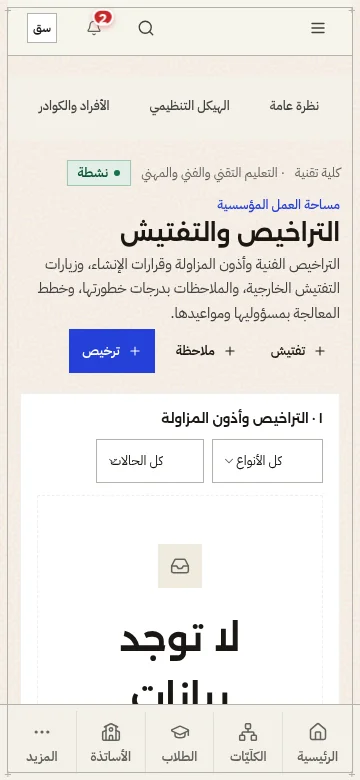 سق
2
نظرة عامة
الهيكل التنظيمي
الأفراد والكوادر
كلية تقنية · التعليم التقني والفني والمهني
نشطة
مساحة العمل المؤسسية
التراخيص والتفتيش
التراخيص الفنية وأذون المزاولة وقرارات الإنشاء، وزيارات
التفتيش الخارجية، والملاحظات بدرجات خطورتها، وخطط
المعالجة بمسؤوليها ومواعيدها.
+ تفتيش
+ ملاحظة
+ ترخيص
٠١ · التراخيص وأذون المزاولة
كل الأنواع
كل الحالات
لا توجد
بيانات
الرئيسية
الكليّات
الطلاب
الأساتذة
المزيد